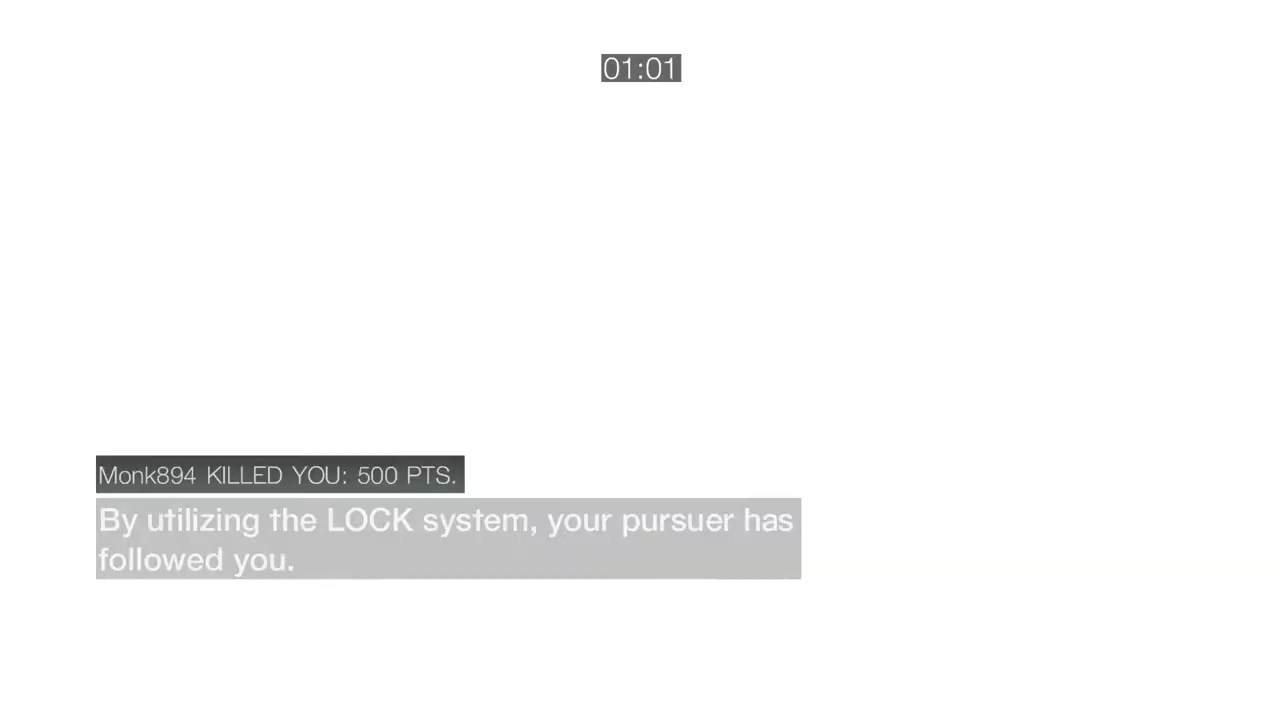 01:01
Monk894 KILLED YOU: 500 PTS.
By utilizing the LOCK system, your pursuer has
followed you.